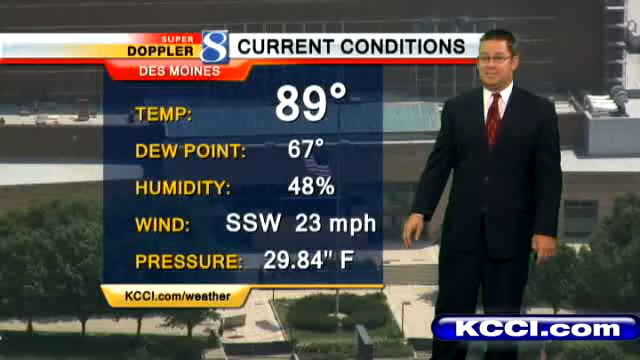 SUPER
DOPPLER 8 CURRENT CONDITIONS
DES MOINES
TEMP: 89°
DEW POINT: 67°
HUMIDITY: 48%
WIND: SSW 23 mph
PRESSURE: 29.84" F
KCCI.com/weather
KCCI.com